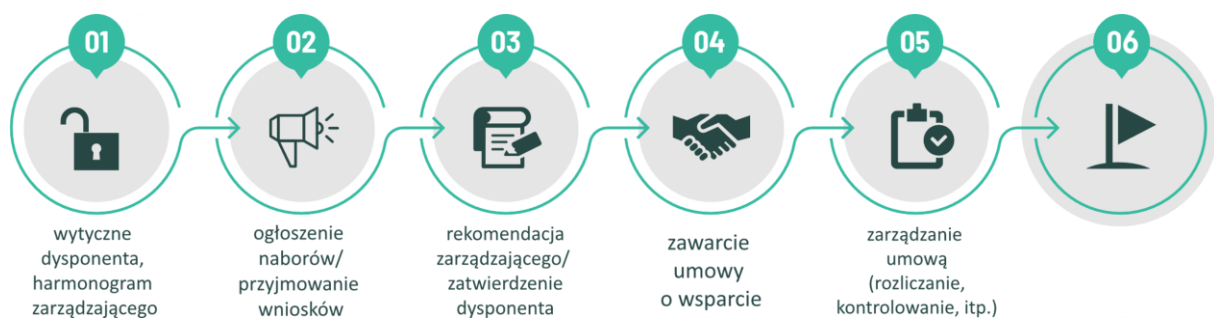 01
wytyczne
dysponenta,
harmonogram
zarządzającego
02
ogłoszenie
naborów/
przyjmowanie
wniosków
03
rekomendacja
zarządzającego/
zatwierdzenie
dysponenta
04
zawarcie
umowy
o wsparcie
05
zarządzanie
umową
(rozliczanie,
kontrolowanie, itp.)
06